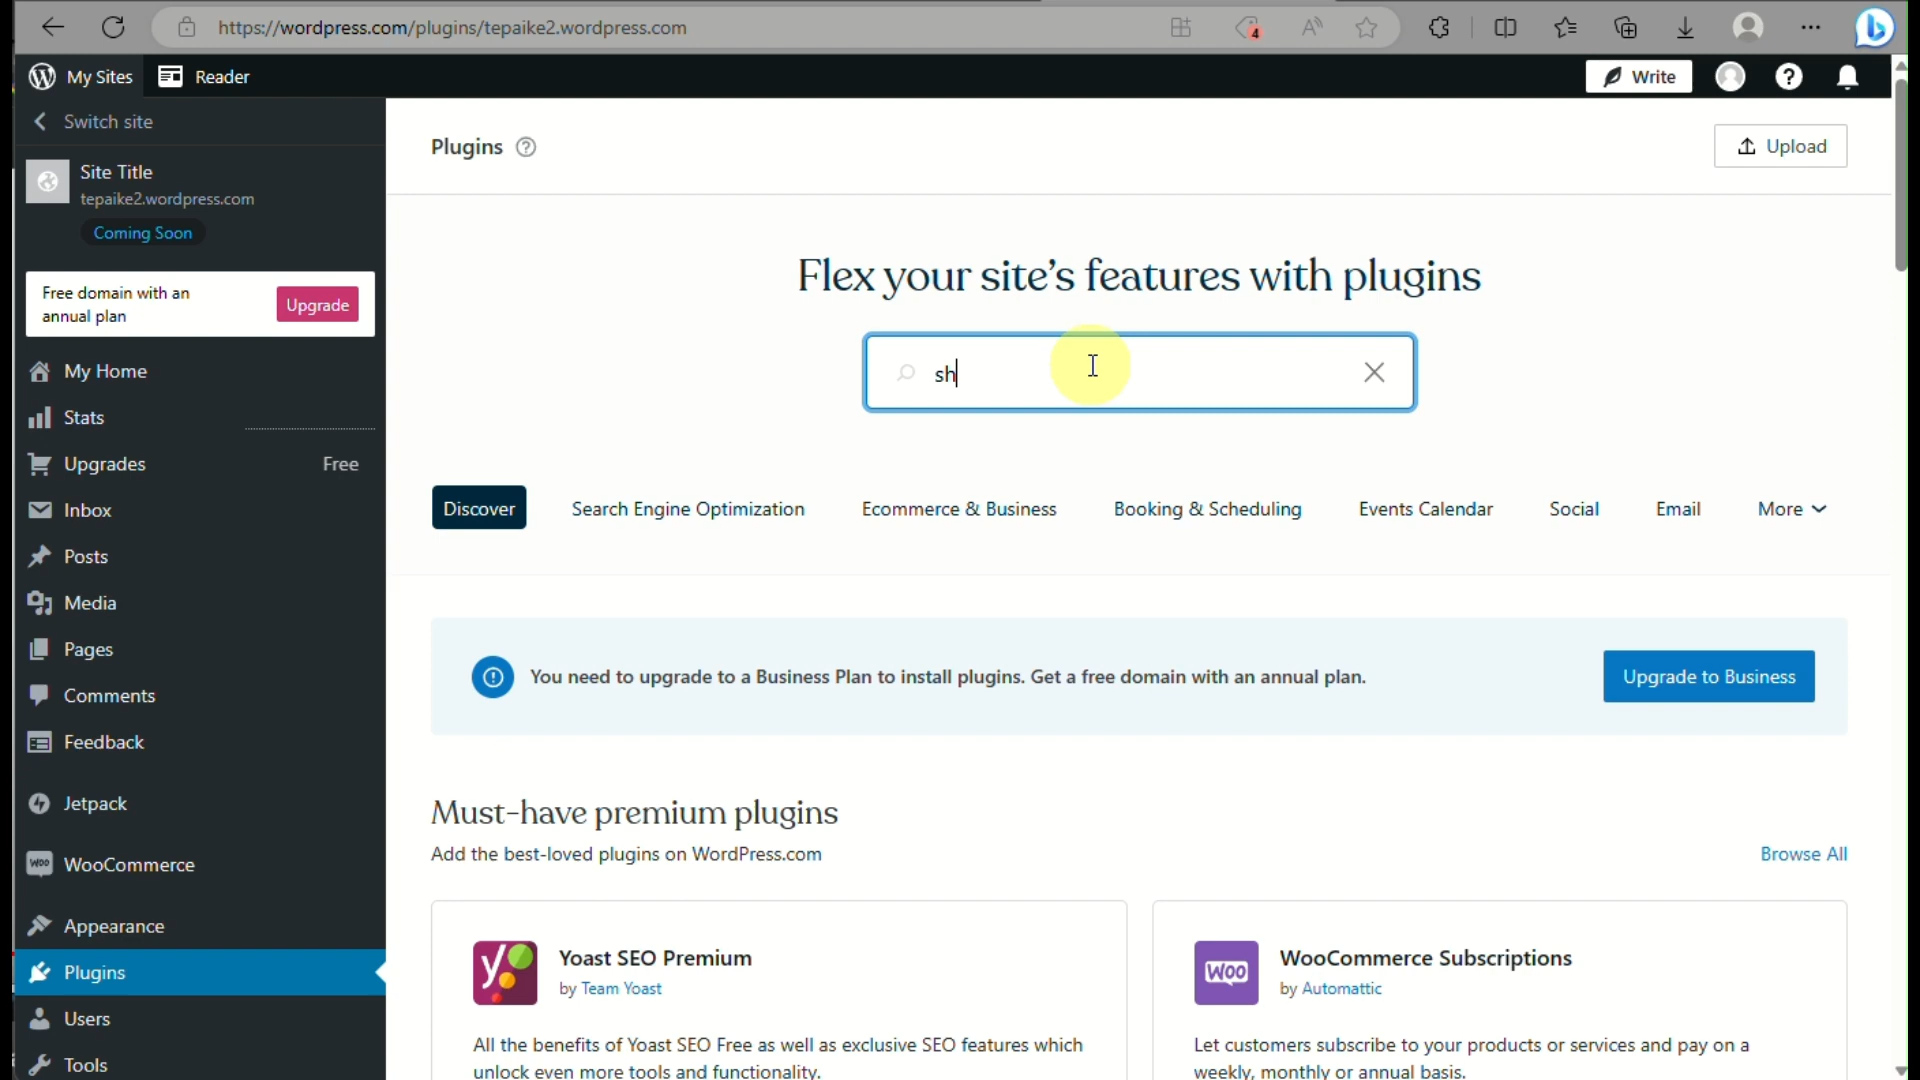 https://wordpress.com/plugins/tepaike2.wordpress.com
4
My Sites
Reader
Write
Switch site
Site Title
tepaike2.wordpress.com
Coming Soon
Free domain with an
annual plan
Upgrade
My Home
Stats
Upgrades
Free
Inbox
Posts
Media
Pages
Comments
Feedback
Jetpack
WOO
WooCommerce
Appearance
Plugins
Users
Tools
Plugins
Upload
Flex your site's features with plugins
sh
Discover
Search Engine Optimization
Ecommerce & Business
Booking & Scheduling
Events Calendar
Social
Email
More
You need to upgrade to a Business Plan to install plugins. Get a free domain with an annual plan.
Upgrade to Business
Must-have premium plugins
Add the best-loved plugins on WordPress.com
Browse All
Yoast SEO Premium
by Team Yoast
All the benefits of Yoast SEO Free as well as exclusive SEO features which
unlock even more tools and functionality.
WOO
WooCommerce Subscriptions
by Automattic
Let customers subscribe to your products or services and pay on a
weekly, monthly or annual basis.